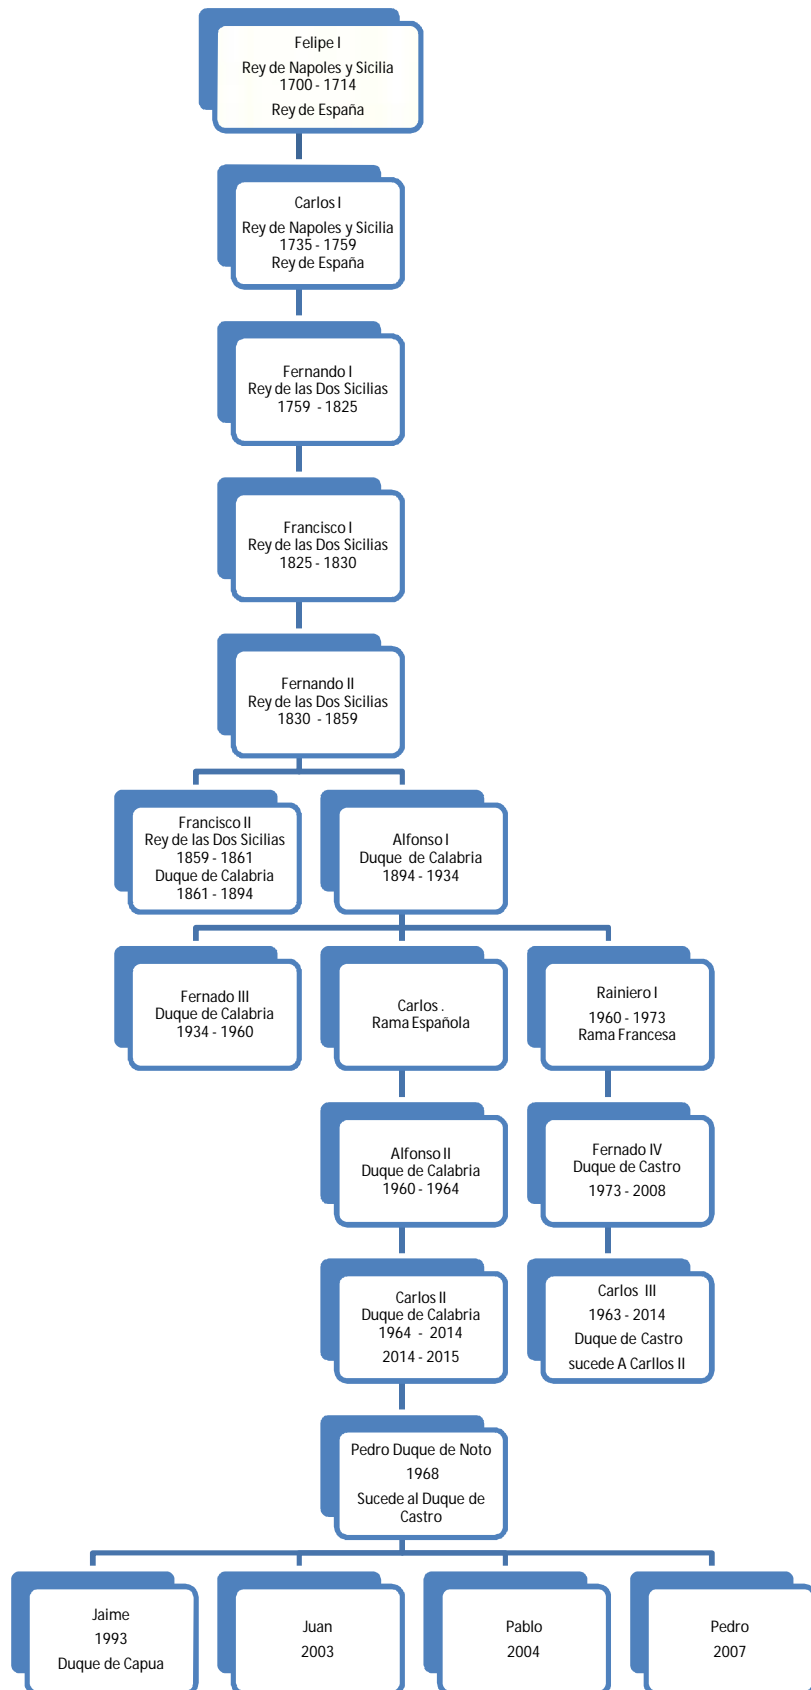 Felipe I
Rey de Napoles y Sicilia
1700 - 1714
Rey de España
Carlos I
Rey de Napoles y Sicilia
1735 - 1759
Rey de España
Fernando I
Rey de las Dos Sicilias
1759 - 1825
Francisco I
Rey de las Dos Sicilias
1825 - 1830
Fernando II
Rey de las Dos Sicilias
1830 - 1859
Francisco II
Rey de las Dos Sicilias
1859 - 1861
Duque de Calabria
1861 - 1894
Alfonso I
Duque de Calabria
1894 - 1934
Fernado III
Duque de Calabria
1934 - 1960
Carlos .
Rama Española
Rainiero I
1960 - 1973
Rama Francesa
Alfonso II
Duque de Calabria
1960 - 1964
Fernado IV
Duque de Castro
1973 - 2008
Carlos II
Duque de Calabria
1964 - 2014
2014 - 2015
Carlos III
1963 - 2014
Duque de Castro
sucede A Carllos II
Pedro Duque de Noto
1968
Sucede al Duque de
Castro
Jaime
1993
Duque de Capua
Juan
2003
Pablo
2004
Pedro
2007